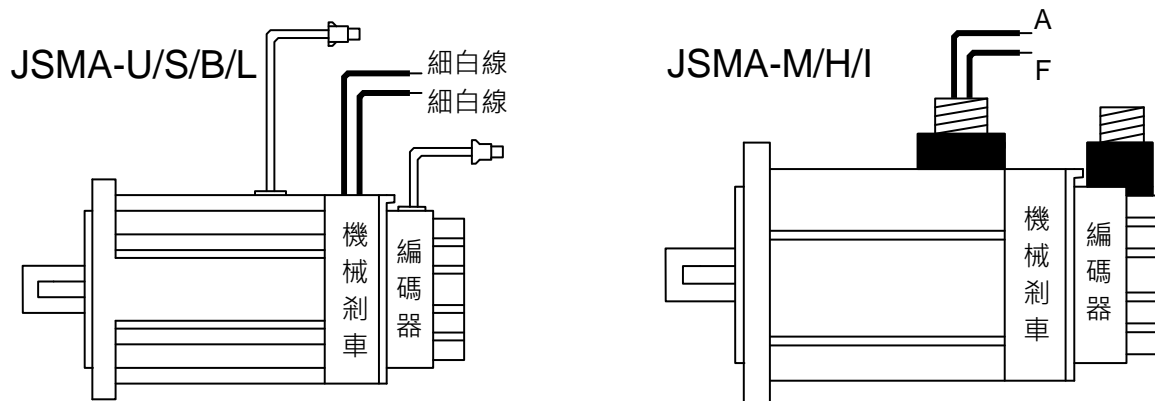 JSMA-U/S/B/L
細白線
細白線
機械剎車
編碼器
JSMA-M/H/I
A
F
機械剎車
編碼器